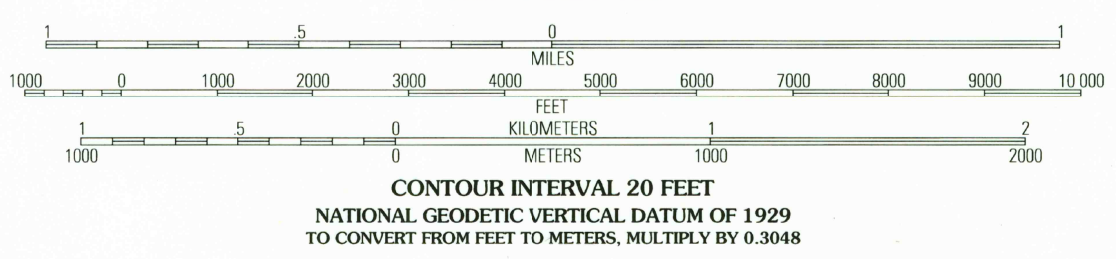 1 .5 0 1
MILES
1000 0 1000 2000 3000 4000 5000 6000 7000 8000 9000 10 000
FEET
1 .5 0 KILOMETERS 1 2
1000 0 METERS 1000 2000
CONTOUR INTERVAL 20 FEET
NATIONAL GEODETIC VERTICAL DATUM OF 1929
TO CONVERT FROM FEET TO METERS, MULTIPLY BY 0.3048